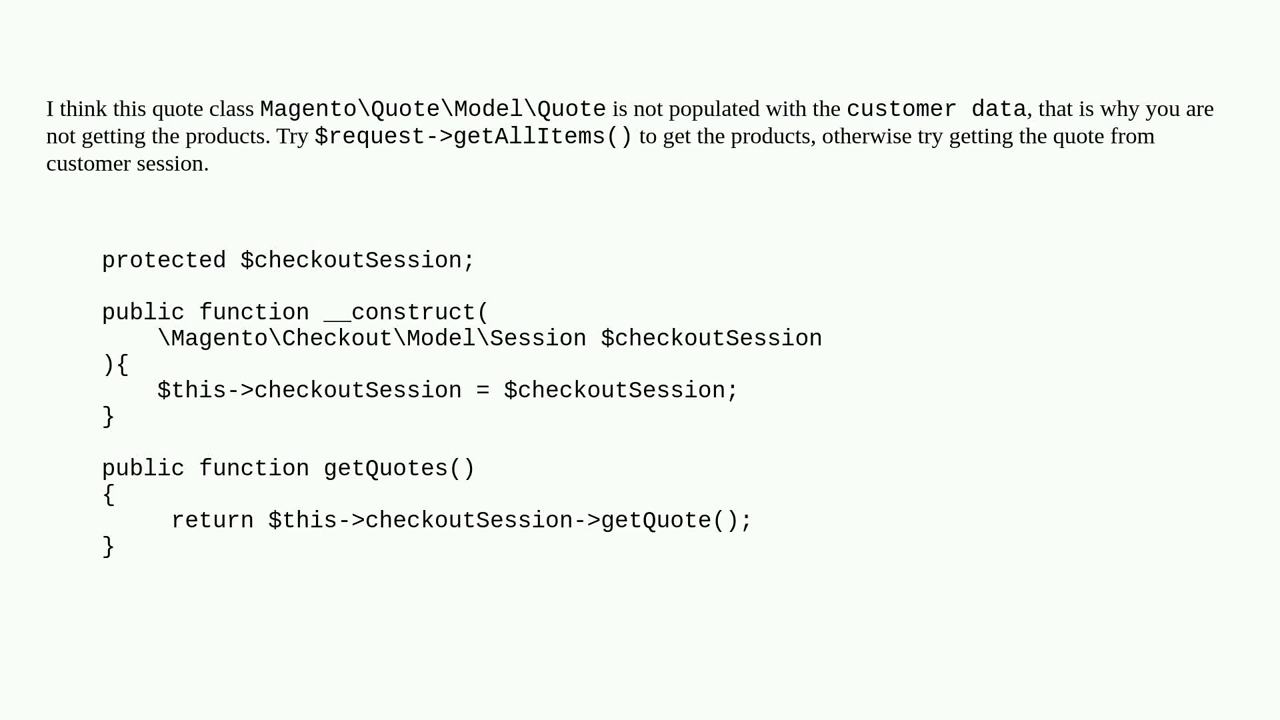 I think this quote class Magento\Quote\Model\Quote is not populated with the customer data, that is why you are
not getting the products. Try $request->getAllItems() to get the products, otherwise try getting the quote from
customer session.
protected $checkoutSession;
public function __construct(
    \Magento\Checkout\Model\Session $checkoutSession
){
    $this->checkoutSession = $checkoutSession;
}
public function getQuotes()
{
     return $this->checkoutSession->getQuote();
}